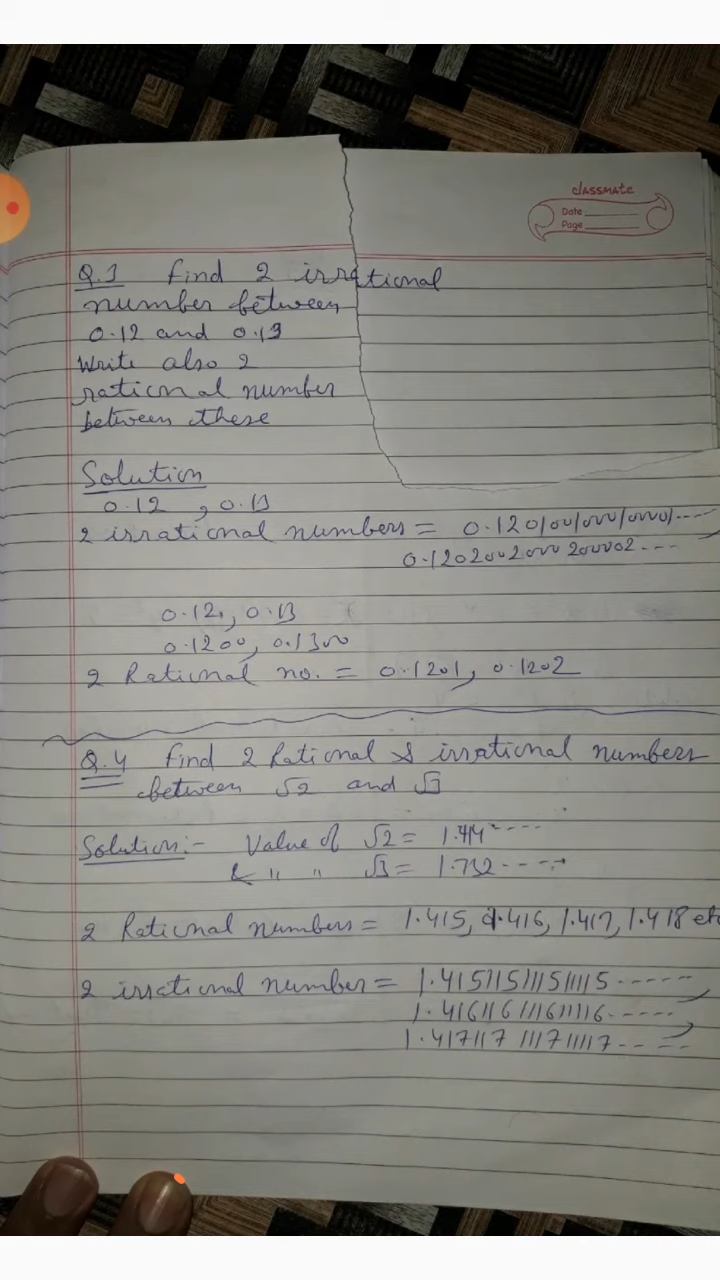 classmate
Date
Page
Q.3 Find 2 irrational
number between
0.12 and 0.13
Write also 2
rational number
between these
Solution
0.12 , 0.13
2 irrational numbers = 0.1201001000100001....
0.1202002000200002....
0.12, 0.13
0.1200, 0.1300
2 Rational no. = 0.1201, 0.1202
Q.4 Find 2 Rational & irrational numbers
between √2 and √3
Solution:- Value of √2 = 1.414....
& " " √3 = 1.732.....
2 Rational numbers = 1.415, 1.416, 1.417, 1.418 etc
2 irrational number = 1.415115111511115......
1.416116111611116.....
1.417117111711117.....